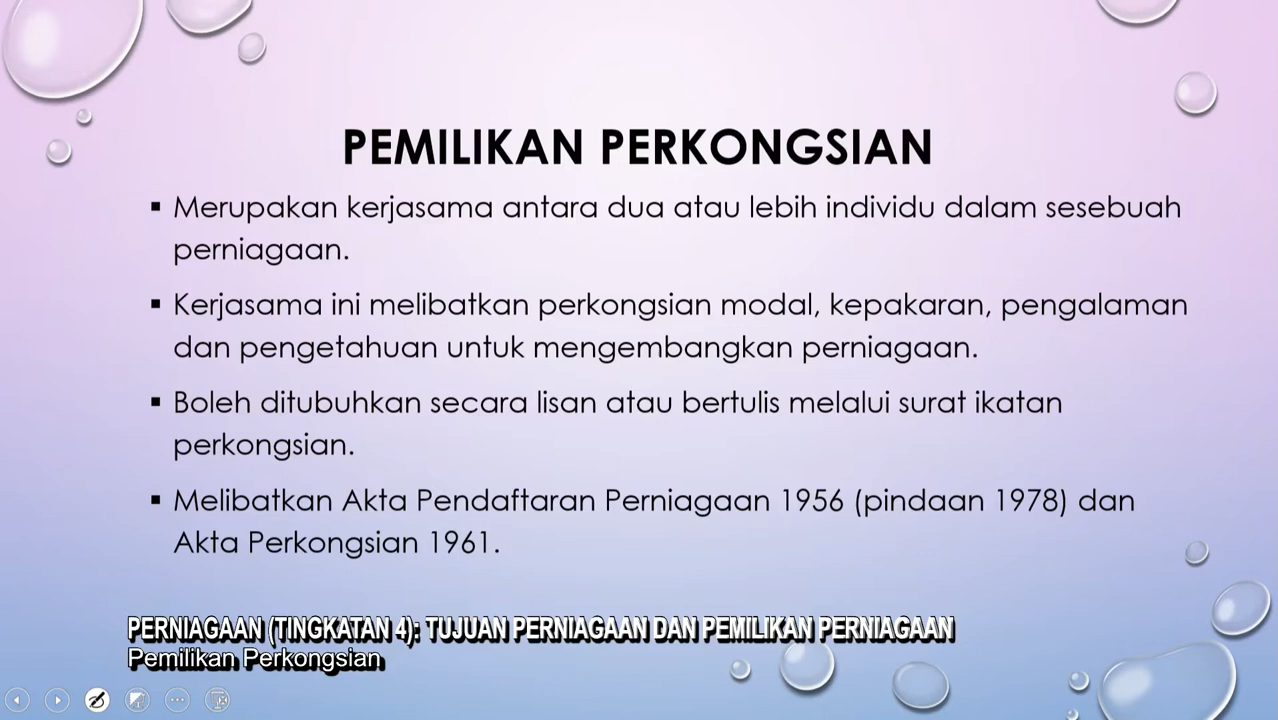 PEMILIKAN PERKONGSIAN
▪ Merupakan kerjasama antara dua atau lebih individu dalam sesebuah
perniagaan.
▪ Kerjasama ini melibatkan perkongsian modal, kepakaran, pengalaman
dan pengetahuan untuk mengembangkan perniagaan.
▪ Boleh ditubuhkan secara lisan atau bertulis melalui surat ikatan
perkongsian.
▪ Melibatkan Akta Pendaftaran Perniagaan 1956 (pindaan 1978) dan
Akta Perkongsian 1961.
PERNIAGAAN (TINGKATAN 4): TUJUAN PERNIAGAAN DAN PEMILIKAN PERNIAGAAN
Pemilikan Perkongsian